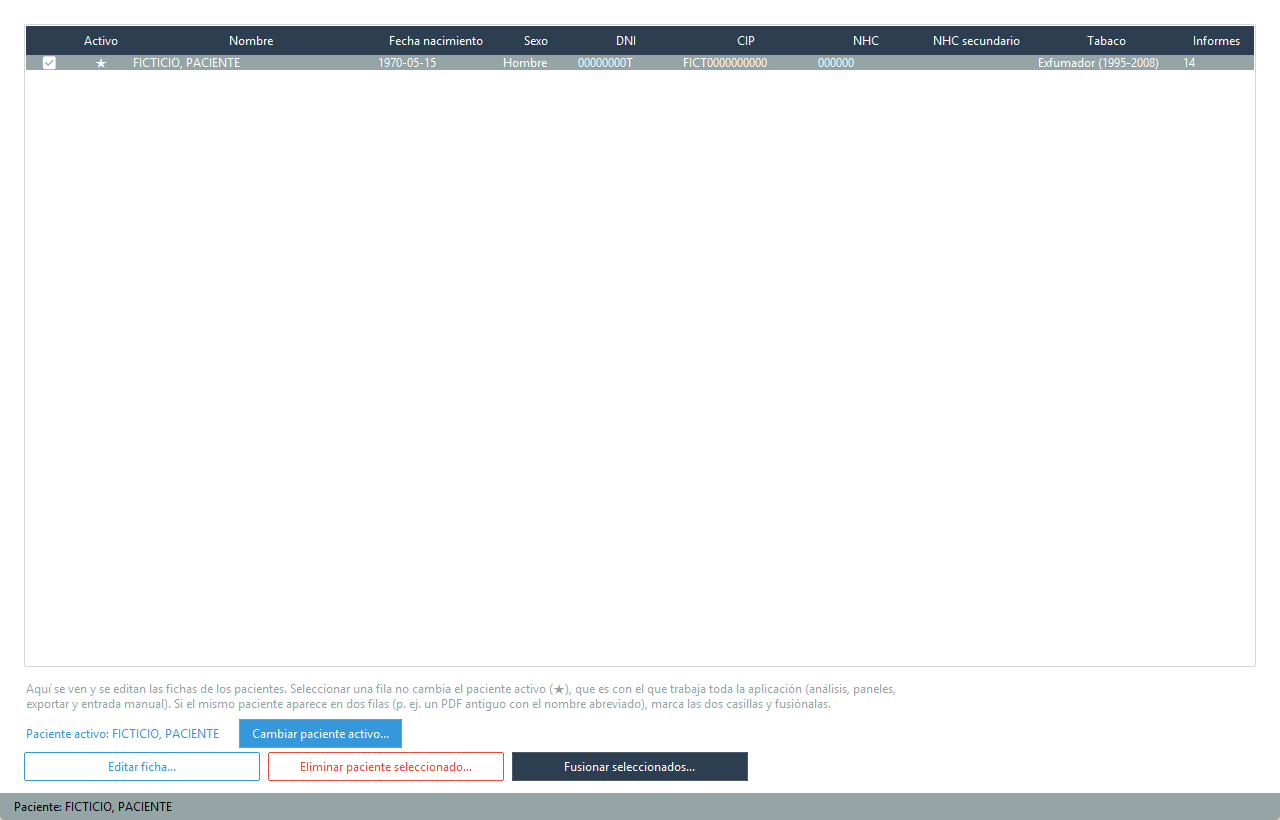 Activo Nombre Fecha nacimiento Sexo DNI CIP NHC NHC secundario Tabaco Informes
★ FICTICIO, PACIENTE 1970-05-15 Hombre 00000000T FICT0000000000 000000 Exfumador (1995-2008) 14
Aquí se ven y se editan las fichas de los pacientes. Seleccionar una fila no cambia el paciente activo (★), que es con el que trabaja toda la aplicación (análisis, paneles,
exportar y entrada manual). Si el mismo paciente aparece en dos filas (p. ej. un PDF antiguo con el nombre abreviado), marca las dos casillas y fusiónalas.
Paciente activo: FICTICIO, PACIENTE Cambiar paciente activo...
Editar ficha... Eliminar paciente seleccionado... Fusionar seleccionados...
Paciente: FICTICIO, PACIENTE